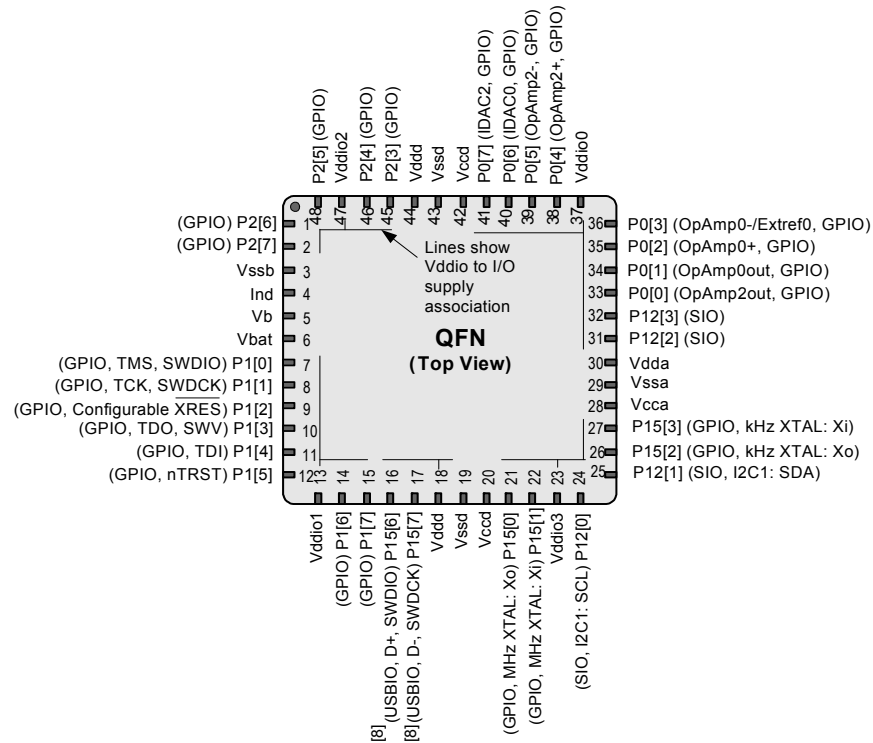 P2[5] (GPIO)
Vddio2
P2[4] (GPIO)
P2[3] (GPIO)
Vddd
Vssd
Vccd
P0[7] (IDAC2, GPIO)
P0[6] (IDAC0, GPIO)
P0[5] (OpAmp2-, GPIO)
P0[4] (OpAmp2+, GPIO)
Vddio0
48
47
46
45
44
43
42
41
40
39
38
37
(GPIO) P2[6] 1
(GPIO) P2[7] 2
Vssb 3
Ind 4
Vb 5
Vbat 6
(GPIO, TMS, SWDIO) P1[0] 7
(GPIO, TCK, SWDCK) P1[1] 8
(GPIO, Configurable XRES) P1[2] 9
(GPIO, TDO, SWV) P1[3] 10
(GPIO, TDI) P1[4] 11
(GPIO, nTRST) P1[5] 12
Lines show
Vddio to I/O
supply
association
QFN
(Top View)
36 P0[3] (OpAmp0-/Extref0, GPIO)
35 P0[2] (OpAmp0+, GPIO)
34 P0[1] (OpAmp0out, GPIO)
33 P0[0] (OpAmp2out, GPIO)
32 P12[3] (SIO)
31 P12[2] (SIO)
30 Vdda
29 Vssa
28 Vcca
27 P15[3] (GPIO, kHz XTAL: Xi)
26 P15[2] (GPIO, kHz XTAL: Xo)
25 P12[1] (SIO, I2C1: SDA)
13
14
15
16
17
18
19
20
21
22
23
24
Vddio1
(GPIO) P1[6]
(GPIO) P1[7]
[8] (USBIO, D+, SWDIO) P15[6]
[8] (USBIO, D-, SWDCK) P15[7]
Vddd
Vssd
Vccd
(GPIO, MHz XTAL: Xo) P15[0]
(GPIO, MHz XTAL: Xi) P15[1]
Vddio3
(SIO, I2C1: SCL) P12[0]